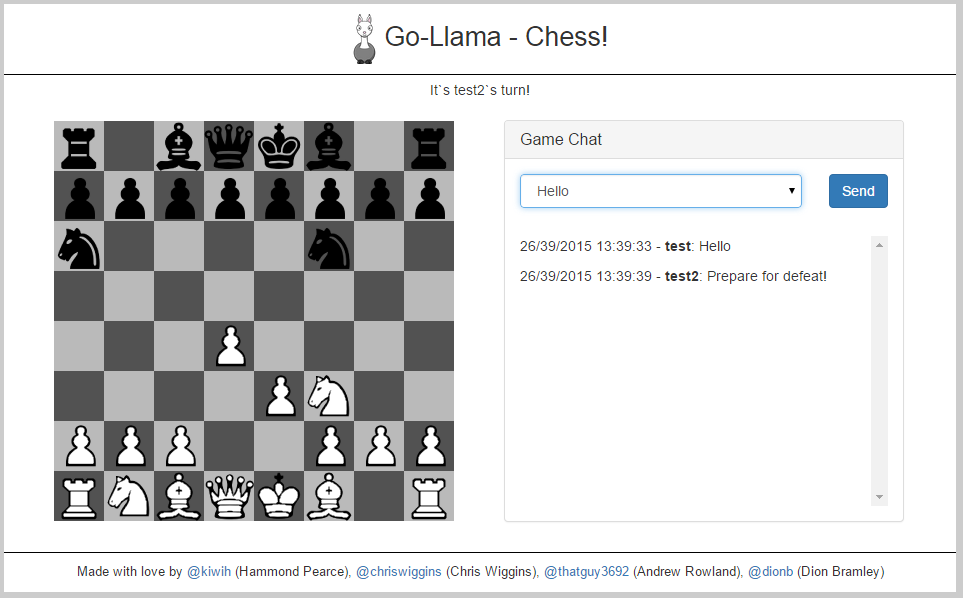 Go-Llama - Chess!
It`s test2`s turn!
Game Chat
Hello
Send
26/39/2015 13:39:33 - test: Hello
26/39/2015 13:39:39 - test2: Prepare for defeat!
Made with love by @kiwih (Hammond Pearce), @chriswiggins (Chris Wiggins), @thatguy3692 (Andrew Rowland), @dionb (Dion Bramley)